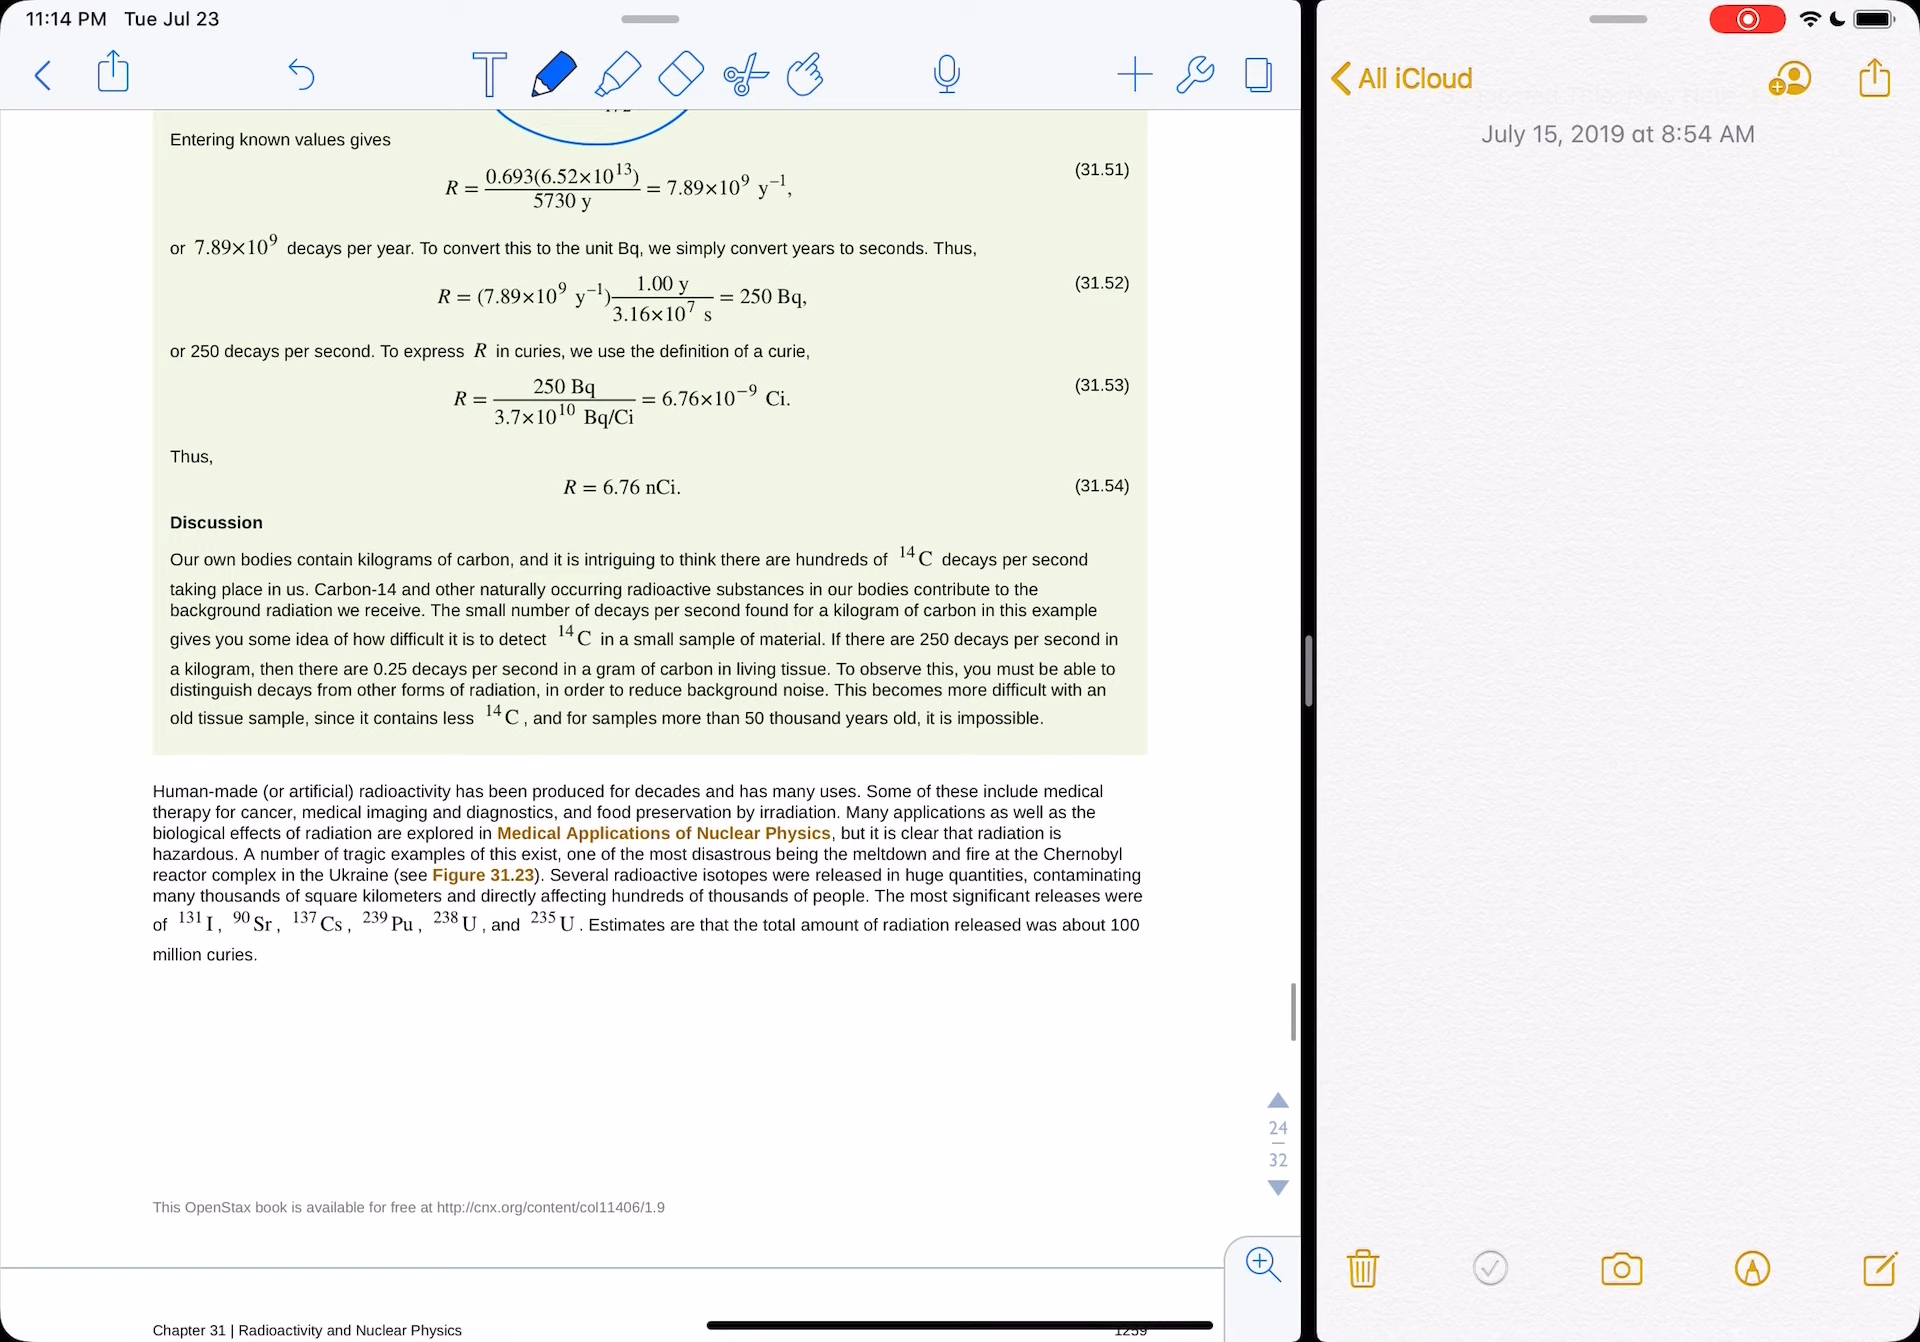 11:14 PM Tue Jul 23
Entering known values gives
R = 0.693(6.52×10¹³) / 5730 y = 7.89×10⁹ y⁻¹, (31.51)
or 7.89×10⁹ decays per year. To convert this to the unit Bq, we simply convert years to seconds. Thus,
R = (7.89×10⁹ y⁻¹) 1.00 y / 3.16×10⁷ s = 250 Bq, (31.52)
or 250 decays per second. To express R in curies, we use the definition of a curie,
R = 250 Bq / 3.7×10¹⁰ Bq/Ci = 6.76×10⁻⁹ Ci. (31.53)
Thus,
R = 6.76 nCi. (31.54)
Discussion
Our own bodies contain kilograms of carbon, and it is intriguing to think there are hundreds of ¹⁴C decays per second
taking place in us. Carbon-14 and other naturally occurring radioactive substances in our bodies contribute to the
background radiation we receive. The small number of decays per second found for a kilogram of carbon in this example
gives you some idea of how difficult it is to detect ¹⁴C in a small sample of material. If there are 250 decays per second in
a kilogram, then there are 0.25 decays per second in a gram of carbon in living tissue. To observe this, you must be able to
distinguish decays from other forms of radiation, in order to reduce background noise. This becomes more difficult with an
old tissue sample, since it contains less ¹⁴C, and for samples more than 50 thousand years old, it is impossible.
Human-made (or artificial) radioactivity has been produced for decades and has many uses. Some of these include medical
therapy for cancer, medical imaging and diagnostics, and food preservation by irradiation. Many applications as well as the
biological effects of radiation are explored in Medical Applications of Nuclear Physics, but it is clear that radiation is
hazardous. A number of tragic examples of this exist, one of the most disastrous being the meltdown and fire at the Chernobyl
reactor complex in the Ukraine (see Figure 31.23). Several radioactive isotopes were released in huge quantities, contaminating
many thousands of square kilometers and directly affecting hundreds of thousands of people. The most significant releases were
of ¹³¹I, ⁹⁰Sr, ¹³⁷Cs, ²³⁹Pu, ²³⁸U, and ²³⁵U. Estimates are that the total amount of radiation released was about 100
million curies.
24
32
This OpenStax book is available for free at http://cnx.org/content/col11406/1.9
Chapter 31 | Radioactivity and Nuclear Physics 1259
All iCloud
July 15, 2019 at 8:54 AM